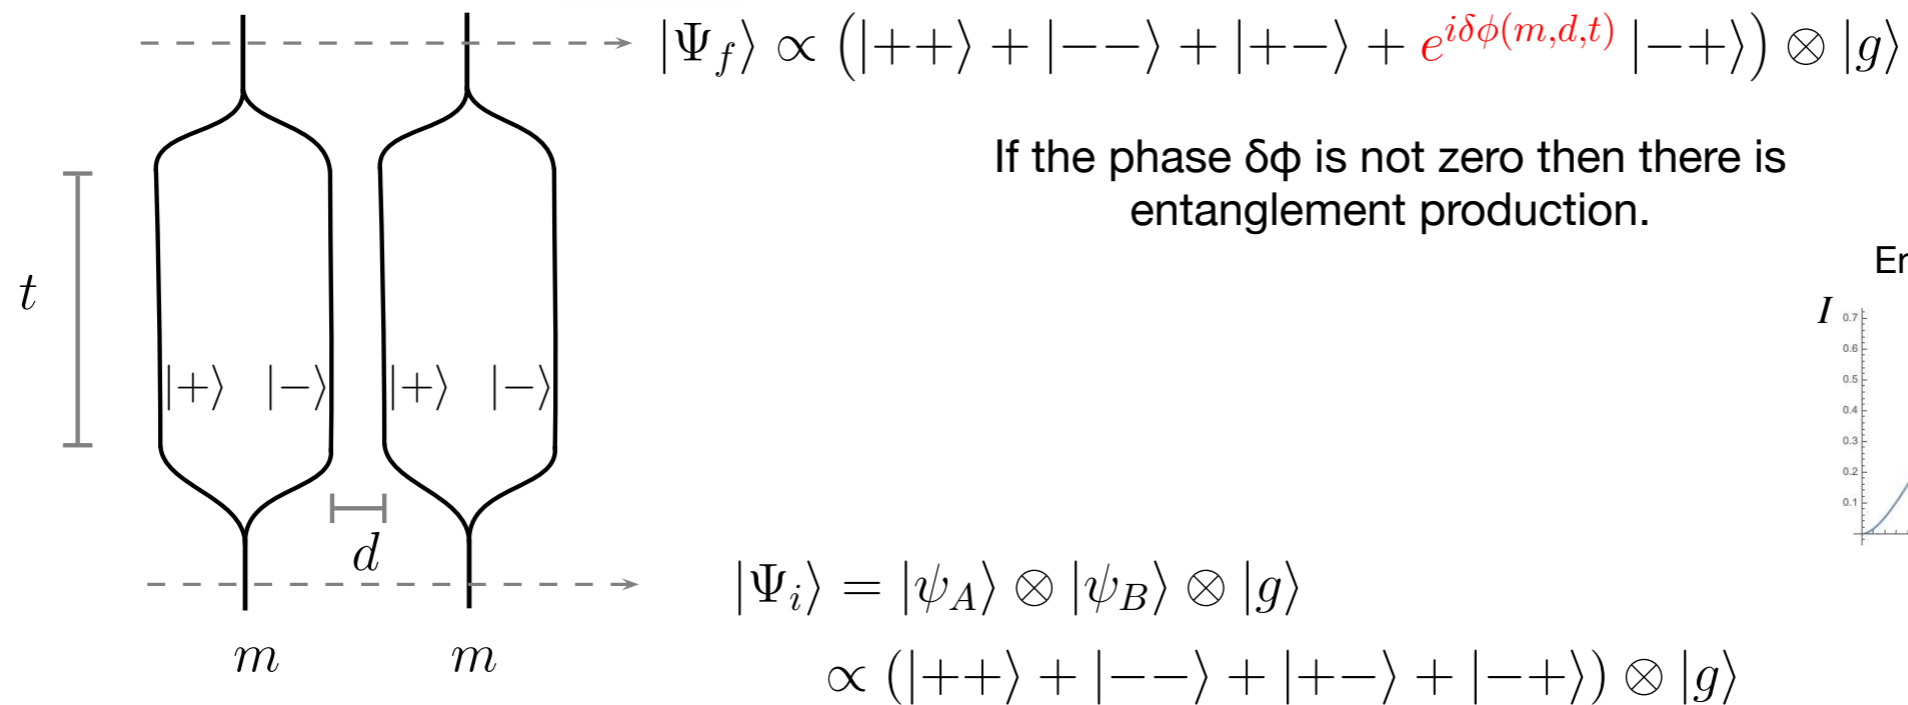 |Ψ_f⟩ ∝ (|++⟩ + |−−⟩ + |+−⟩ + e^{iδϕ(m,d,t)} |−+⟩) ⊗ |g⟩
If the phase δϕ is not zero then there is
entanglement production.
t
|+⟩ |−⟩ |+⟩ |−⟩
d
m m
I
0.7
0.6
0.5
0.4
0.3
0.2
0.1
|Ψ_i⟩ = |ψ_A⟩ ⊗ |ψ_B⟩ ⊗ |g⟩
∝ (|++⟩ + |−−⟩ + |+−⟩ + |−+⟩) ⊗ |g⟩